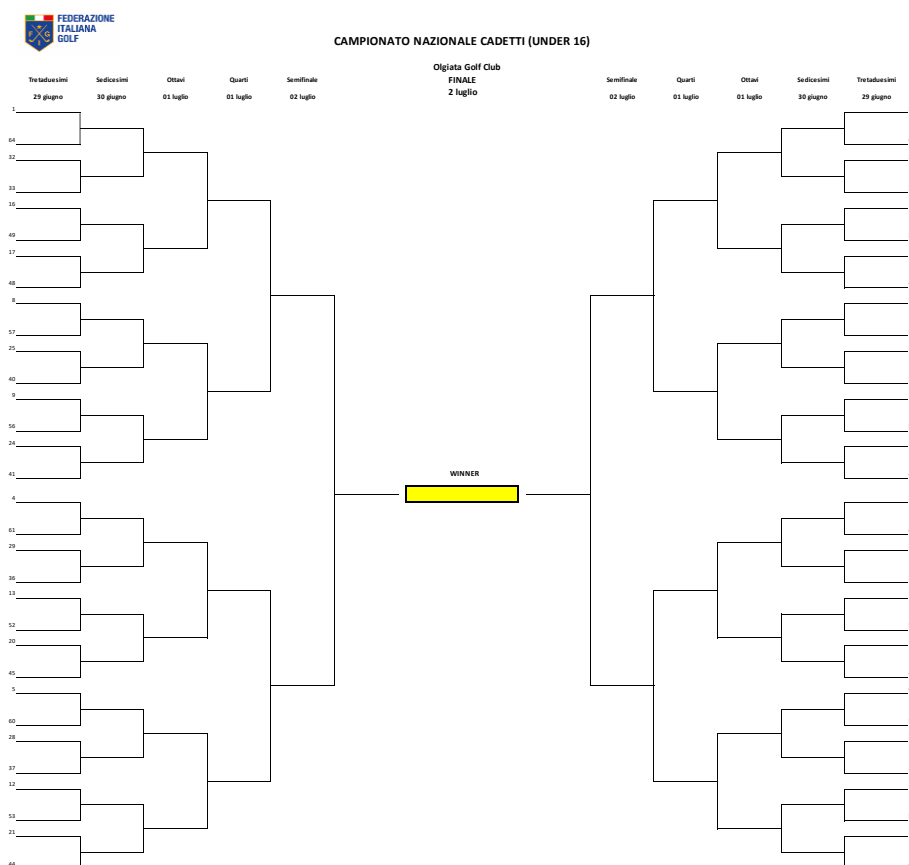 FEDERAZIONE
ITALIANA
GOLF
F G
I
CAMPIONATO NAZIONALE CADETTI (UNDER 16)
Olgiata Golf Club
FINALE
2 luglio
Tretaduesimi Sedicesimi Ottavi Quarti Semifinale Semifinale Quarti Ottavi Sedicesimi Tretaduesimi
29 giugno 30 giugno 01 luglio 01 luglio 02 luglio 02 luglio 01 luglio 01 luglio 30 giugno 29 giugno
1
64
32
33
16
49
17
48
8
57
25
40
9
56
24
41
WINNER
4
61
29
36
13
52
20
45
5
60
28
37
12
53
21
44